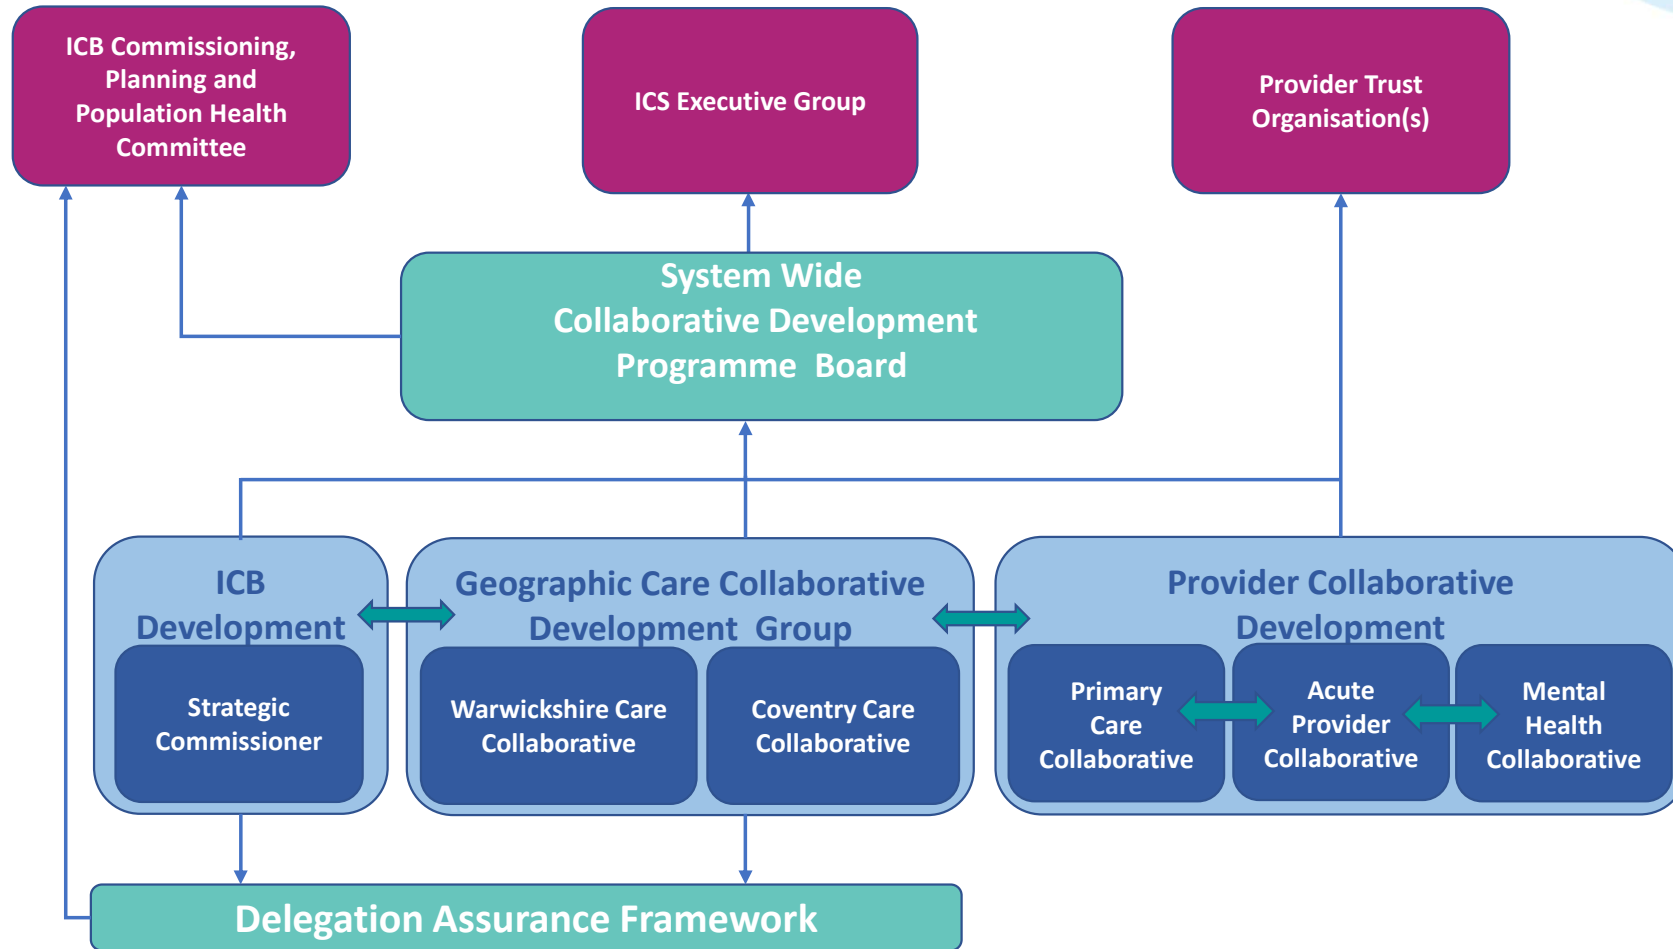 ICB Commissioning,
Planning and
Population Health
Committee
ICS Executive Group
Provider Trust
Organisation(s)
System Wide
Collaborative Development
Programme Board
ICB
Development
Strategic
Commissioner
Geographic Care Collaborative
Development Group
Warwickshire Care
Collaborative
Coventry Care
Collaborative
Provider Collaborative
Development
Primary
Care
Collaborative
Acute
Provider
Collaborative
Mental
Health
Collaborative
Delegation Assurance Framework